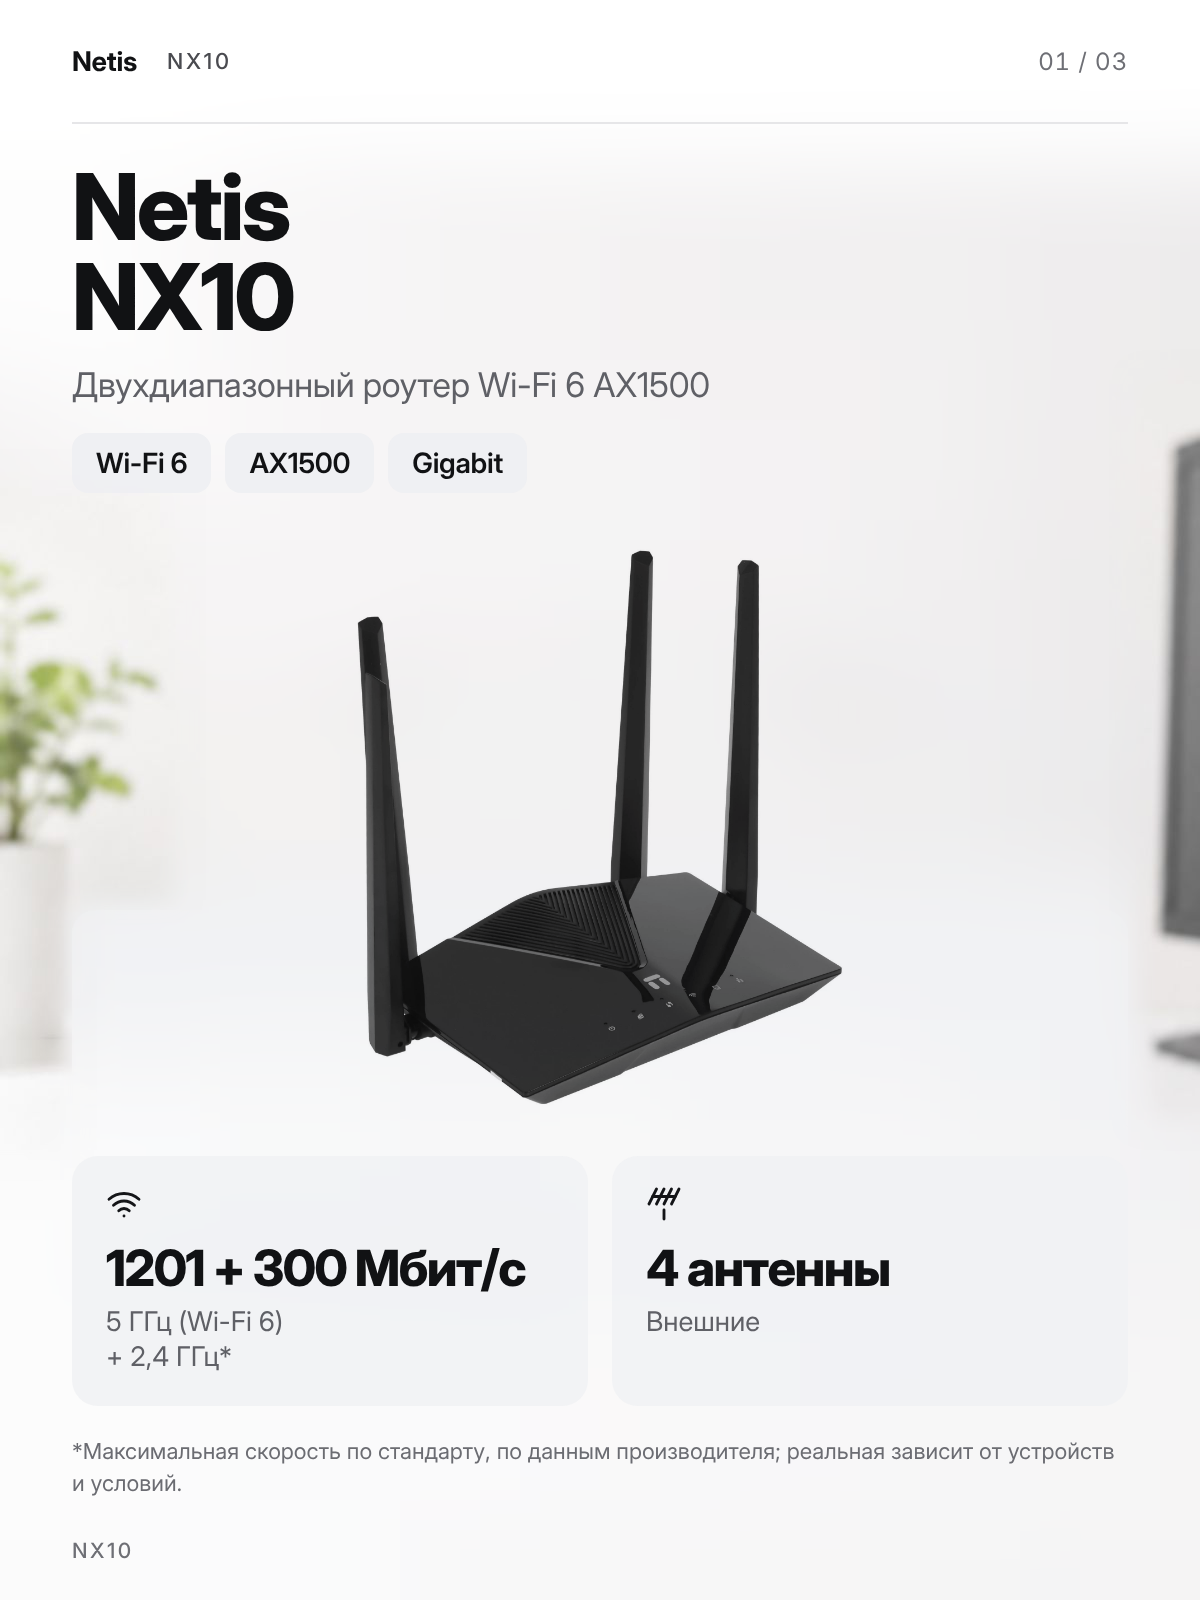 Netis NX10 01 / 03
Netis
NX10
Двухдиапазонный роутер Wi-Fi 6 AX1500
Wi-Fi 6 AX1500 Gigabit
1201 + 300 Мбит/с
5 ГГц (Wi-Fi 6)
+ 2,4 ГГц*
4 антенны
Внешние
*Максимальная скорость по стандарту, по данным производителя; реальная зависит от устройств
и условий.
NX10